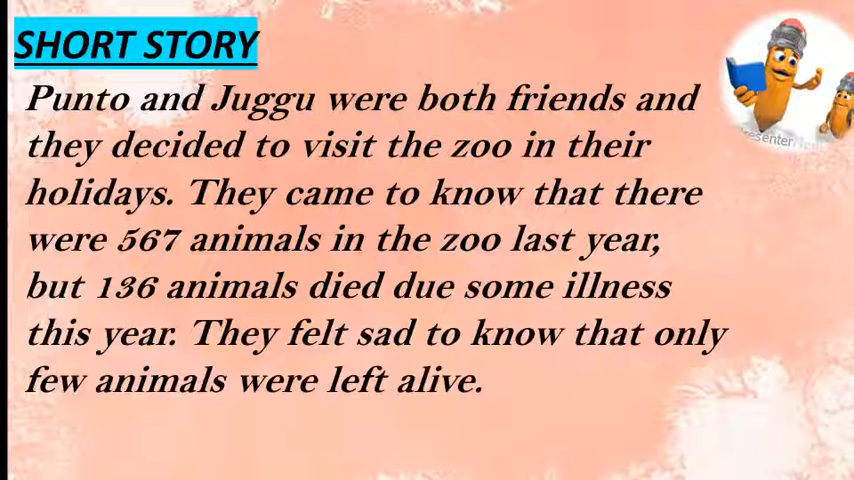 SHORT STORY
Punto and Juggu were both friends and
they decided to visit the zoo in their
holidays. They came to know that there
were 567 animals in the zoo last year,
but 136 animals died due some illness
this year. They felt sad to know that only
few animals were left alive.